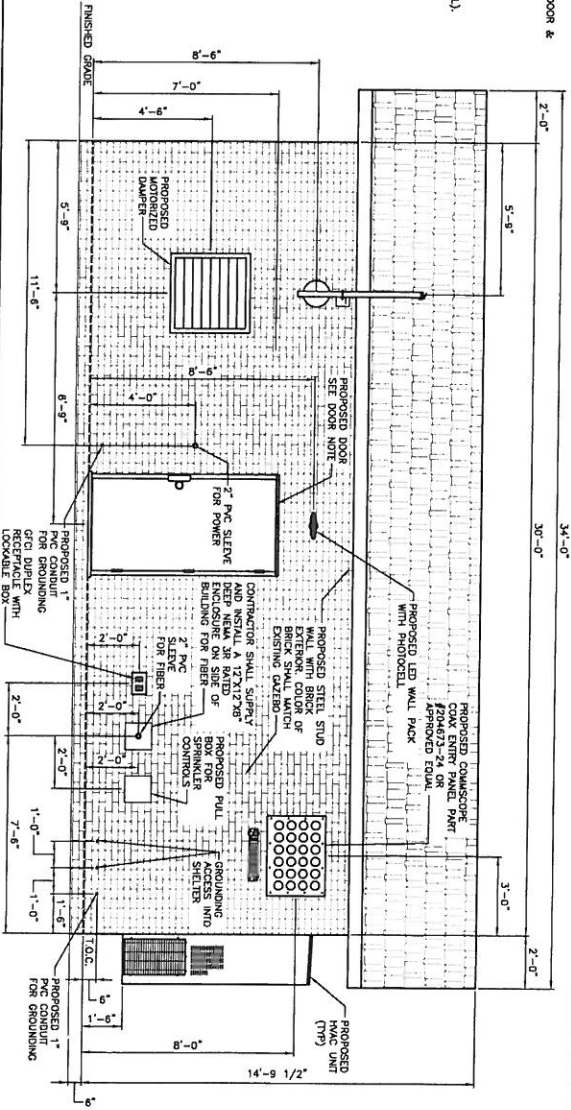 DOOR &
L).
34'-0"
2'-0"
30'-0"
2'-0"
5'-9"
3'-0"
8'-6"
7'-0"
4'-6"
FINISHED GRADE
PROPOSED
MOTORIZED
DAMPER
8'-6"
4'-0"
PROPOSED DOOR
SEE DOOR NOTE
2" PVC SLEEVE
FOR POWER
PROPOSED LED WALL PACK
WITH PHOTOCELL
PROPOSED COMMSCOPE
COAX ENTRY PANEL PART
#204673-24 OR
APPROVED EQUAL
PROPOSED STEEL STUD
WALL WITH BRICK
EXTERIOR. COLOR OF
BRICK SHALL MATCH
EXISTING GAZEBO
CONTRACTOR SHALL SUPPLY
AND INSTALL A 12"X12"X8"
DEEP NEMA 3R RATED
ENCLOSURE ON SIDE OF
BUILDING FOR FIBER
PROPOSED PULL
BOX FOR
SPRINKLER
CONTROLS
GROUNDING
ACCESS INTO
SHELTER
PROPOSED
HVAC UNIT
(TYP)
5'-9"
11'-6"
6'-9"
PROPOSED 1"
PVC CONDUIT
FOR GROUNDING
GFCI DUPLEX
RECEPTACLE WITH
LOCKABLE BOX
2" PVC
SLEEVE
FOR FIBER
2'-0"
2'-0"
2'-0"
2'-0"
2'-0"
7'-6"
1'-0"
1'-0"
1'-6"
T.O.C.
6"
1'-6"
8'-0"
14'-9 1/2"
6"
PROPOSED 1"
PVC CONDUIT
FOR GROUNDING